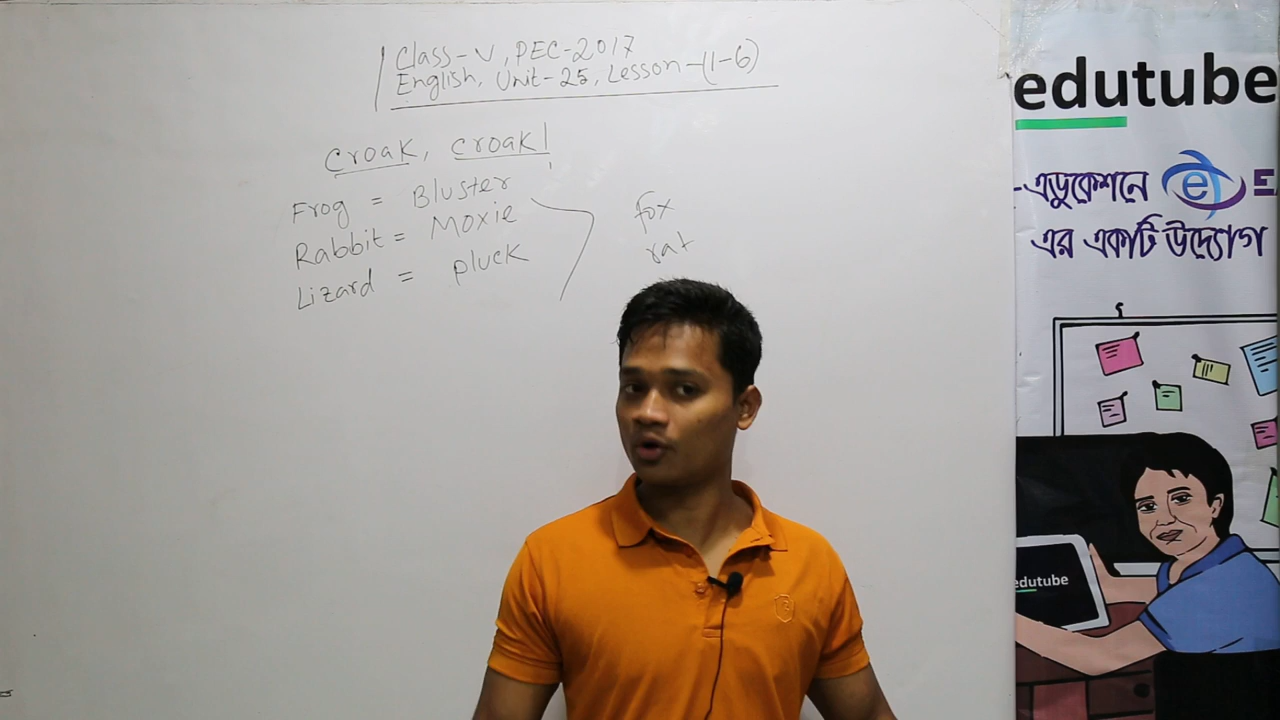 Class-V, PEC-2017
English, Unit-25, Lesson-(1-6)
Croak, croak!
Frog = Bluster
Rabbit = Moxie
Lizard = pluck
fox
rat
edutube
-এডুকেশনে e E
এর একটি উদ্যোগ
edutube